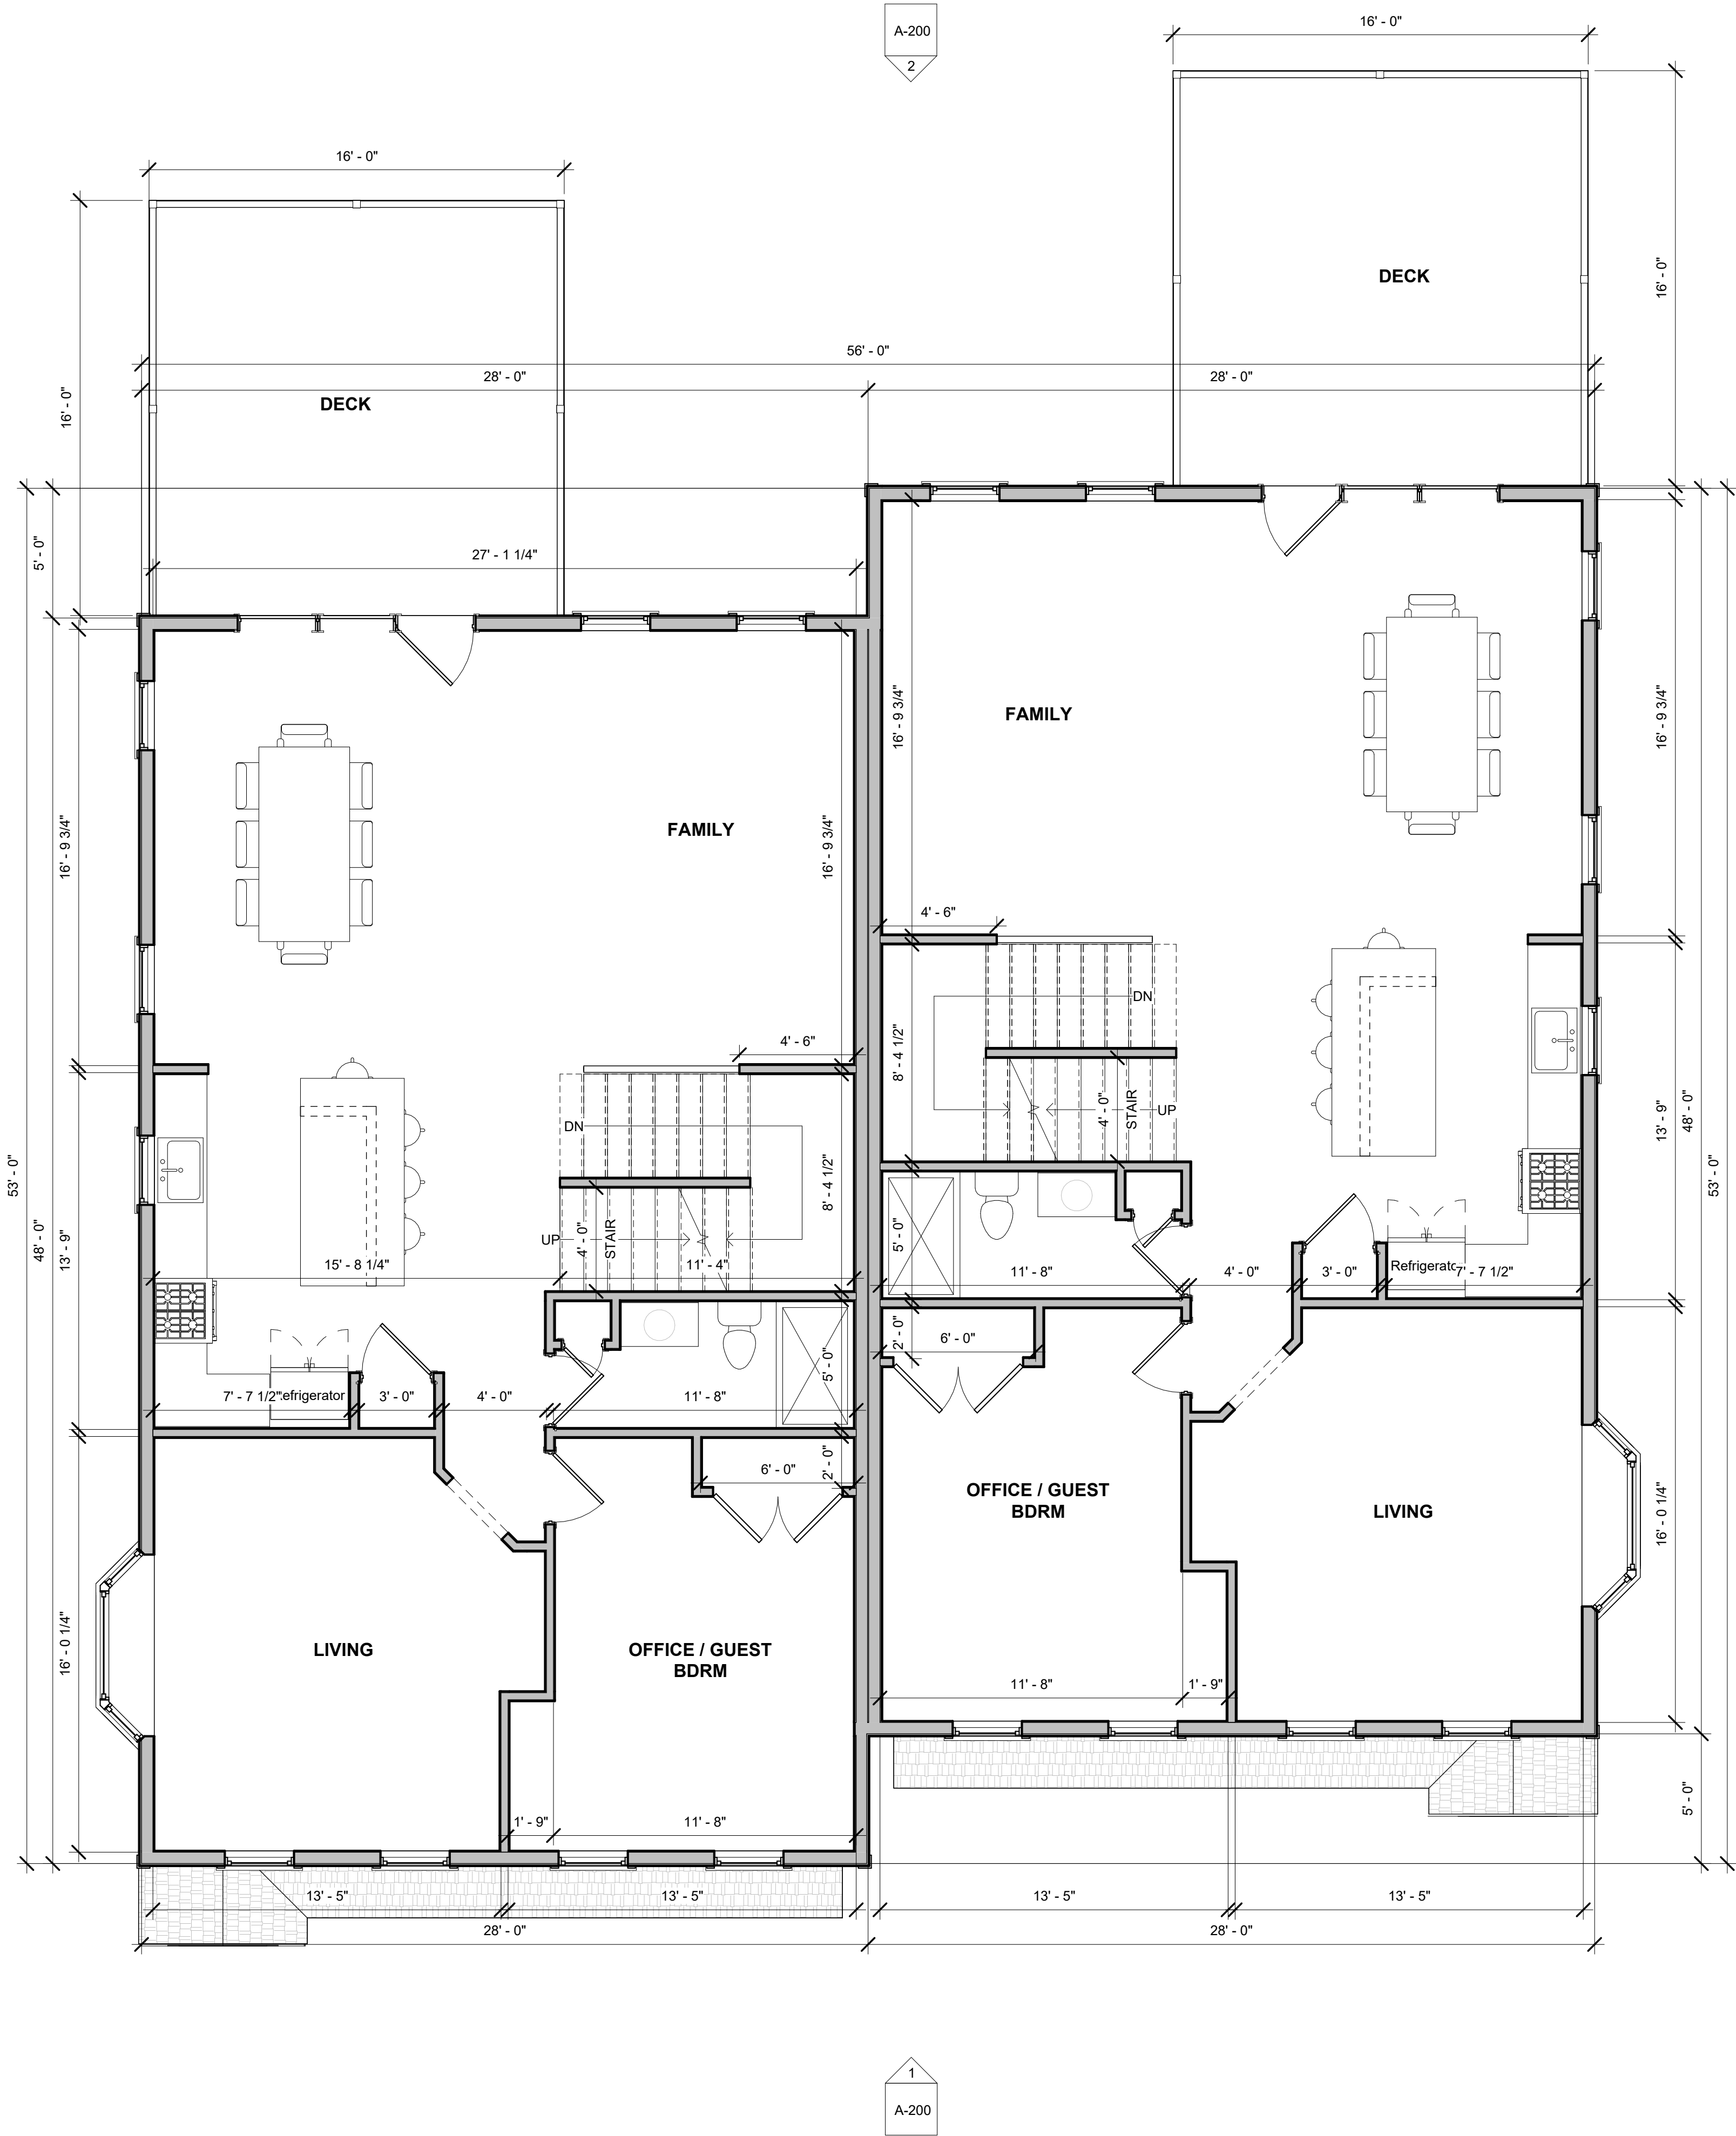 A-200
2
16' - 0"
16' - 0"
16' - 0"
DECK
56' - 0"
28' - 0"
28' - 0"
DECK
16' - 0"
5' - 0"
27' - 1 1/4"
FAMILY
16' - 9 3/4"
16' - 9 3/4"
FAMILY
16' - 9 3/4"
16' - 9 3/4"
4' - 6"
DN
4' - 6"
8' - 4 1/2"
4' - 0"
STAIR
UP
13' - 9"
48' - 0"
53' - 0"
DN
8' - 4 1/2"
53' - 0"
48' - 0"
13' - 9"
UP
4' - 0"
STAIR
15' - 8 1/4"
11' - 4"
5' - 0"
11' - 8"
4' - 0"
3' - 0"
Refrigerator
7' - 7 1/2"
2' - 0"
6' - 0"
5' - 0"
7' - 7 1/2"
efrigerator
3' - 0"
4' - 0"
11' - 8"
6' - 0"
2' - 0"
OFFICE / GUEST
BDRM
LIVING
16' - 0 1/4"
16' - 0 1/4"
LIVING
OFFICE / GUEST
BDRM
11' - 8"
1' - 9"
5' - 0"
1' - 9"
11' - 8"
13' - 5"
13' - 5"
13' - 5"
13' - 5"
28' - 0"
28' - 0"
1
A-200